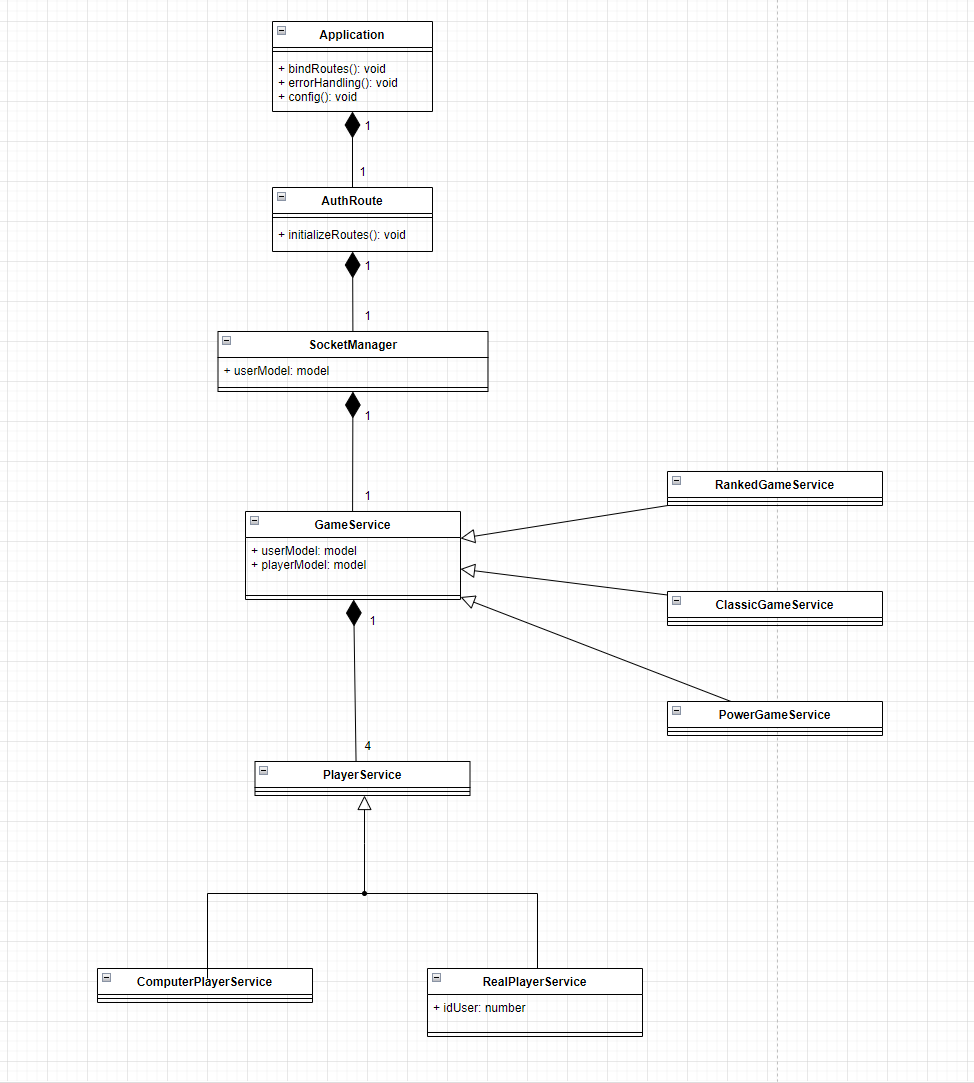 Application
+ bindRoutes(): void
+ errorHandling(): void
+ config(): void
1
1
AuthRoute
+ initializeRoutes(): void
1
1
SocketManager
+ userModel: model
1
1
GameService
+ userModel: model
+ playerModel: model
RankedGameService
ClassicGameService
PowerGameService
1
4
PlayerService
ComputerPlayerService
RealPlayerService
+ idUser: number